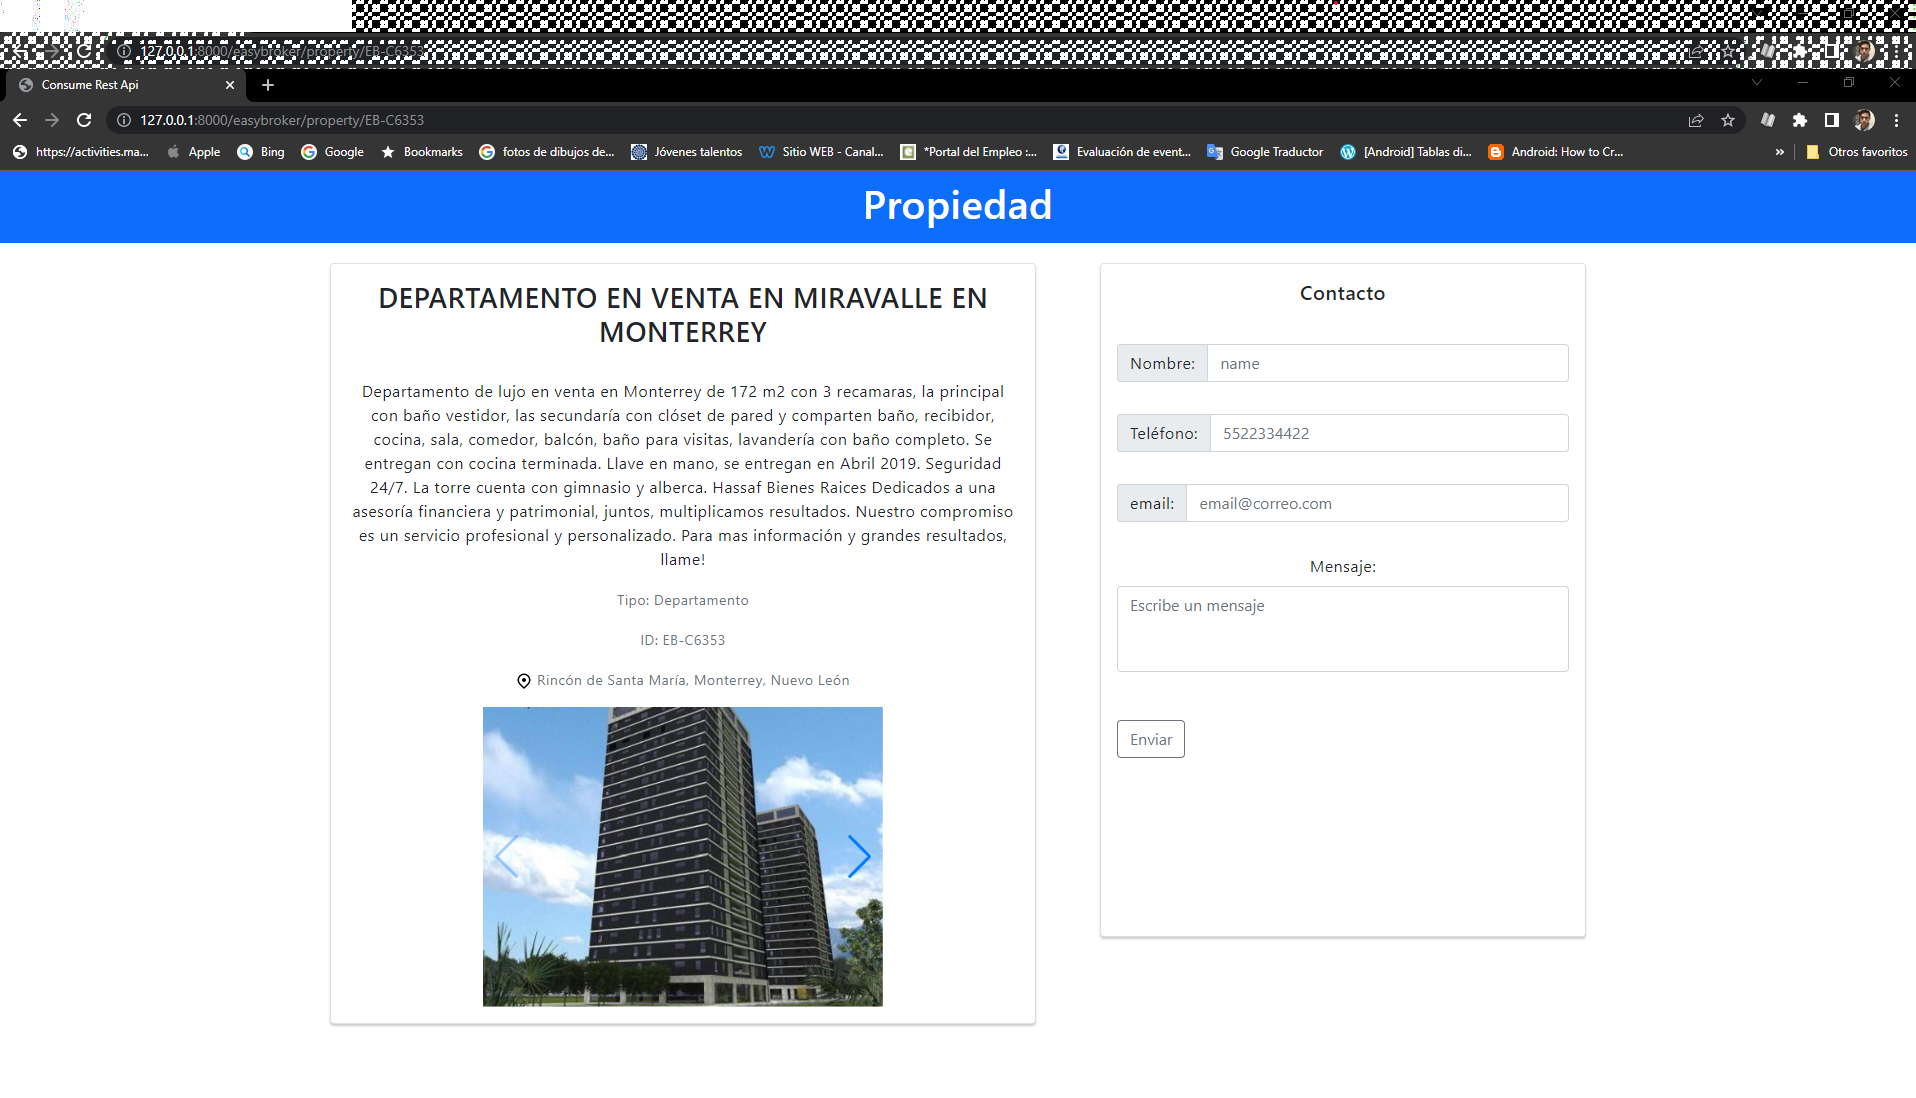 127.0.0.1:8000/easybroker/property/EB-C6353
Consume Rest Api
127.0.0.1:8000/easybroker/property/EB-C6353
https://activities.ma... Apple Bing Google Bookmarks fotos de dibujos de... Jóvenes talentos Sitio WEB - Canal... *Portal del Empleo :... Evaluación de event... Google Traductor [Android] Tablas di... Android: How to Cr... » Otros favoritos
Propiedad
DEPARTAMENTO EN VENTA EN MIRAVALLE EN
MONTERREY
Departamento de lujo en venta en Monterrey de 172 m2 con 3 recamaras, la principal
con baño vestidor, las secundaría con clóset de pared y comparten baño, recibidor,
cocina, sala, comedor, balcón, baño para visitas, lavandería con baño completo. Se
entregan con cocina terminada. Llave en mano, se entregan en Abril 2019. Seguridad
24/7. La torre cuenta con gimnasio y alberca. Hassaf Bienes Raices Dedicados a una
asesoría financiera y patrimonial, juntos, multiplicamos resultados. Nuestro compromiso
es un servicio profesional y personalizado. Para mas información y grandes resultados,
llame!
Tipo: Departamento
ID: EB-C6353
Rincón de Santa María, Monterrey, Nuevo León
Contacto
Nombre: name
Teléfono: 5522334422
email: email@correo.com
Mensaje:
Escribe un mensaje
Enviar